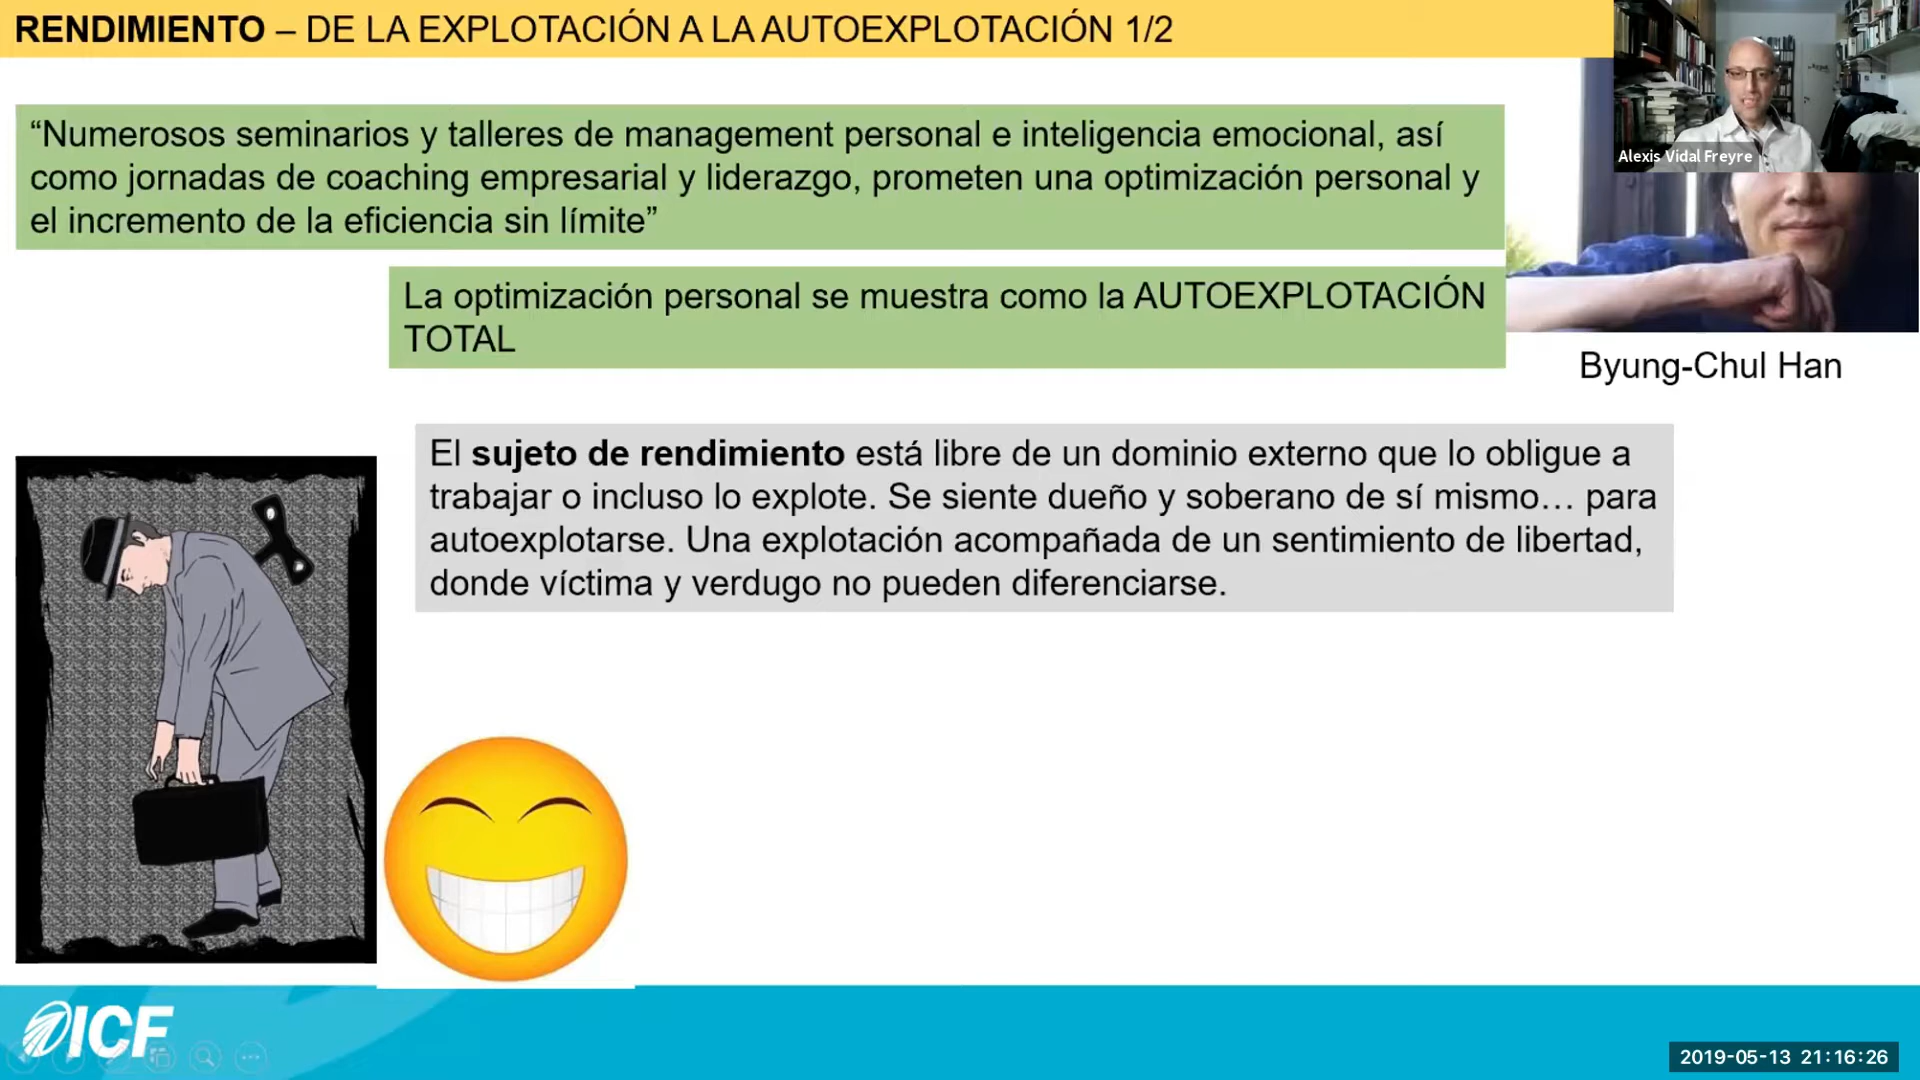 RENDIMIENTO – DE LA EXPLOTACIÓN A LA AUTOEXPLOTACIÓN 1/2
Alexis Vidal Freyre
“Numerosos seminarios y talleres de management personal e inteligencia emocional, así
como jornadas de coaching empresarial y liderazgo, prometen una optimización personal y
el incremento de la eficiencia sin límite”
La optimización personal se muestra como la AUTOEXPLOTACIÓN
TOTAL
Byung-Chul Han
El sujeto de rendimiento está libre de un dominio externo que lo obligue a
trabajar o incluso lo explote. Se siente dueño y soberano de sí mismo… para
autoexplotarse. Una explotación acompañada de un sentimiento de libertad,
donde víctima y verdugo no pueden diferenciarse.
ICF
2019-05-13 21:16:26